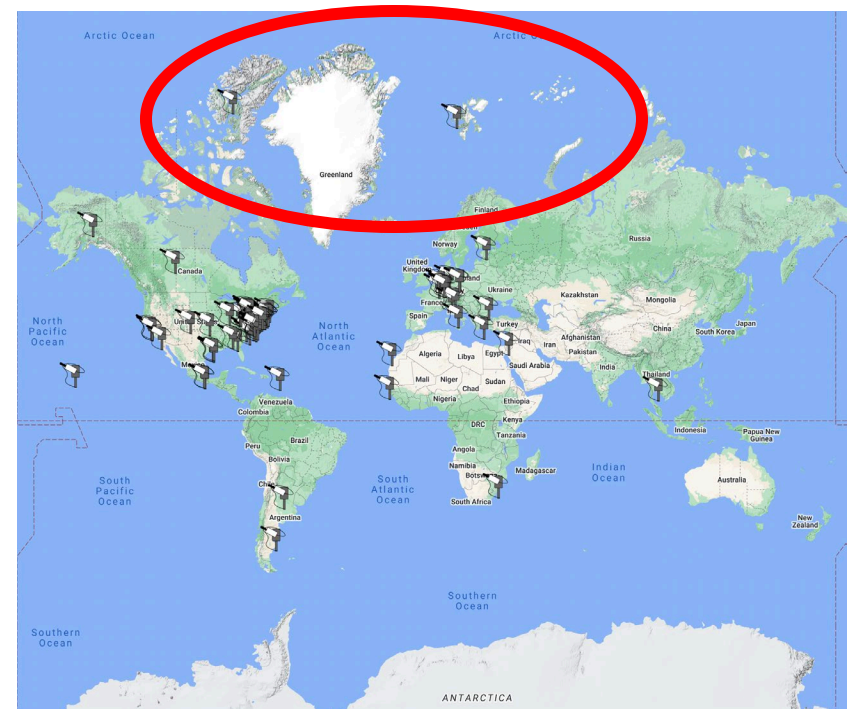 Arctic Ocean
Greenland
Finland
Norway
Russia
Canada
United
Kingdom
Ukraine
France
Kazakhstan
Mongolia
Spain
Turkey
North
Pacific
Ocean
North
Atlantic
Ocean
China
Japan
South Korea
Afghanistan
Iraq
Iran
Pakistan
Algeria
Libya
Egypt
Saudi Arabia
India
Mali
Niger
Chad
Sudan
Thailand
Nigeria
Ethiopia
Venezuela
Colombia
DRC
Kenya
Tanzania
Indonesia
Papua New
Guinea
Peru
Brazil
Bolivia
Angola
Namibia
Madagascar
South
Pacific
Ocean
South
Atlantic
Ocean
Indian
Ocean
Australia
South Africa
Argentina
New
Zealand
Southern
Ocean
Southern
Ocean
ANTARCTICA